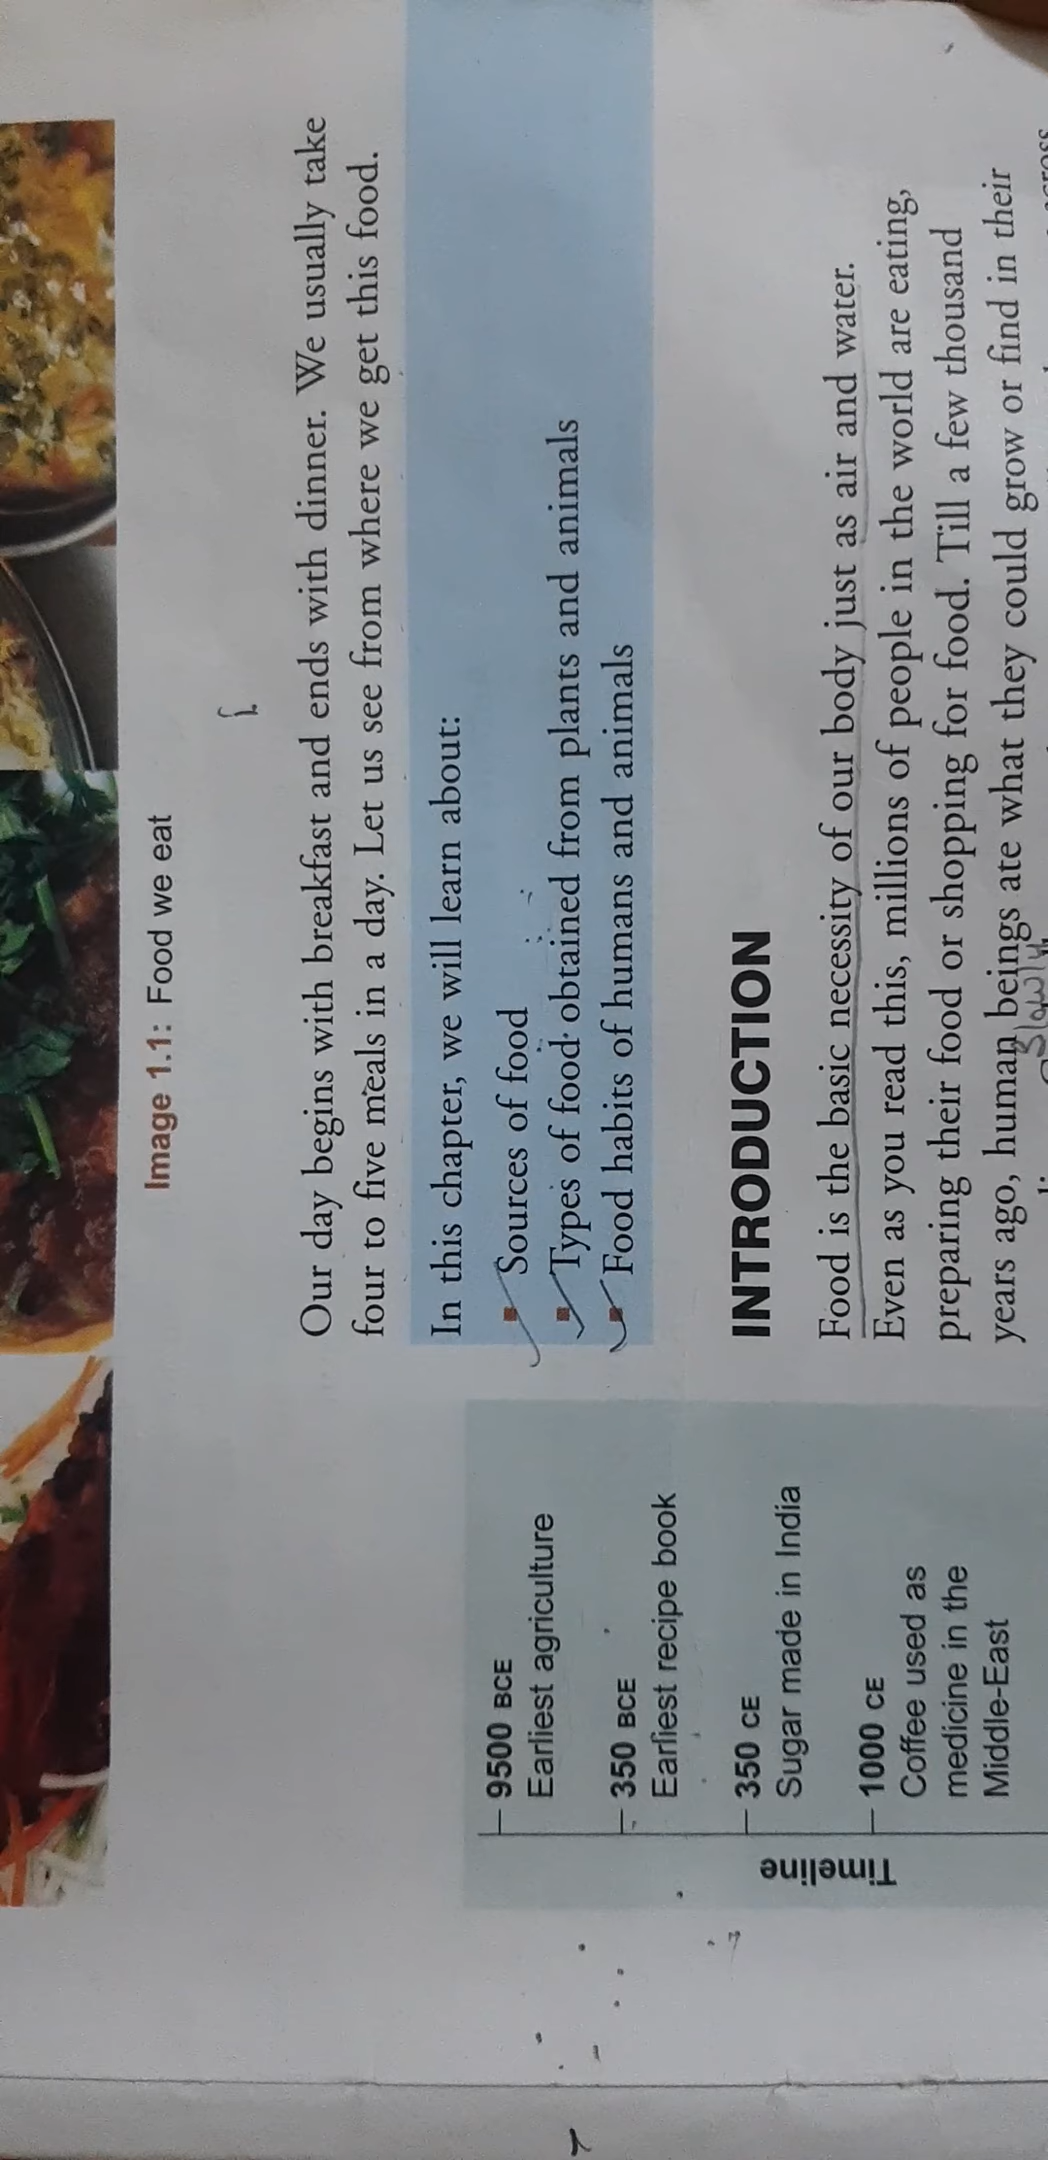 Image 1.1: Food we eat
Our day begins with breakfast and ends with dinner. We usually take
four to five meals in a day. Let us see from where we get this food.
In this chapter, we will learn about:
▪ Sources of food
▪ Types of food obtained from plants and animals
▪ Food habits of humans and animals
INTRODUCTION
Food is the basic necessity of our body just as air and water.
Even as you read this, millions of people in the world are eating,
preparing their food or shopping for food. Till a few thousand
years ago, human beings ate what they could grow or find in their
Slowly
across
Timeline
9500 BCE
Earliest agriculture
350 BCE
Earliest recipe book
350 CE
Sugar made in India
1000 CE
Coffee used as
medicine in the
Middle-East